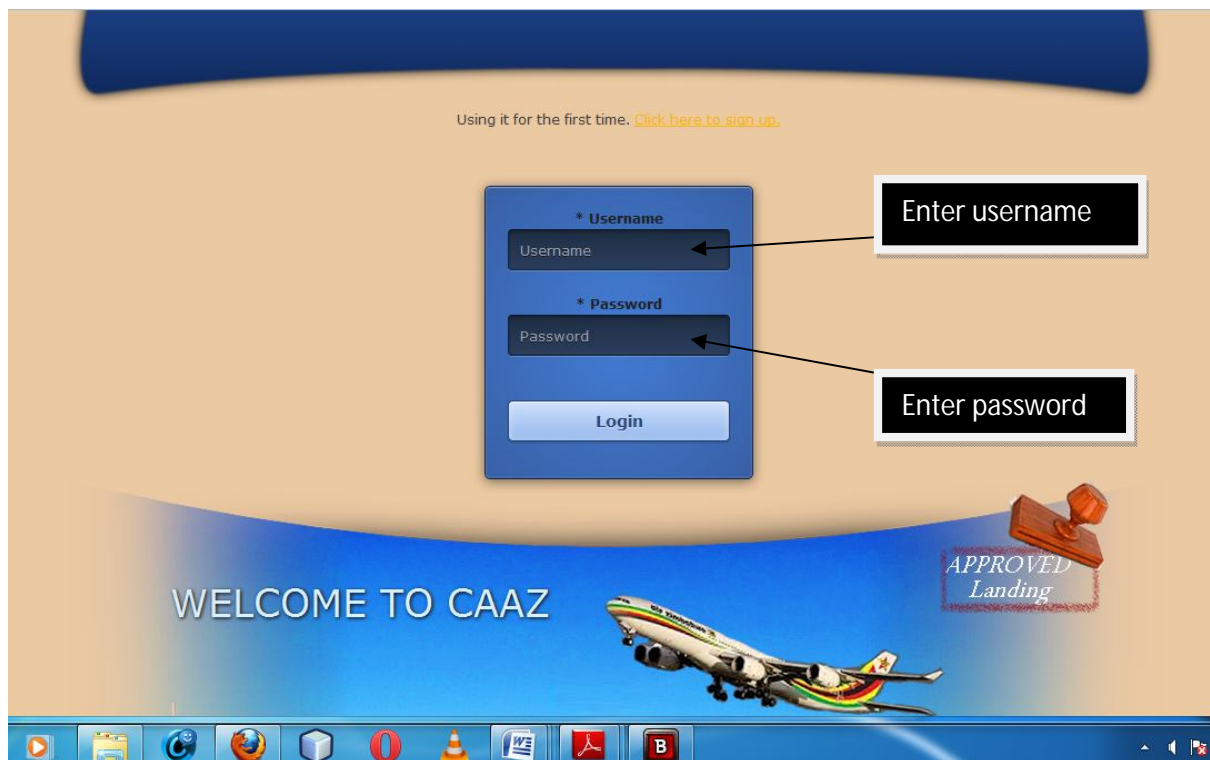 Using it for the first time. Click here to sign up.
* Username
Enter username
Username
* Password
Password
Enter password
Login
APPROVED
Landing
WELCOME TO CAAZ
W
B